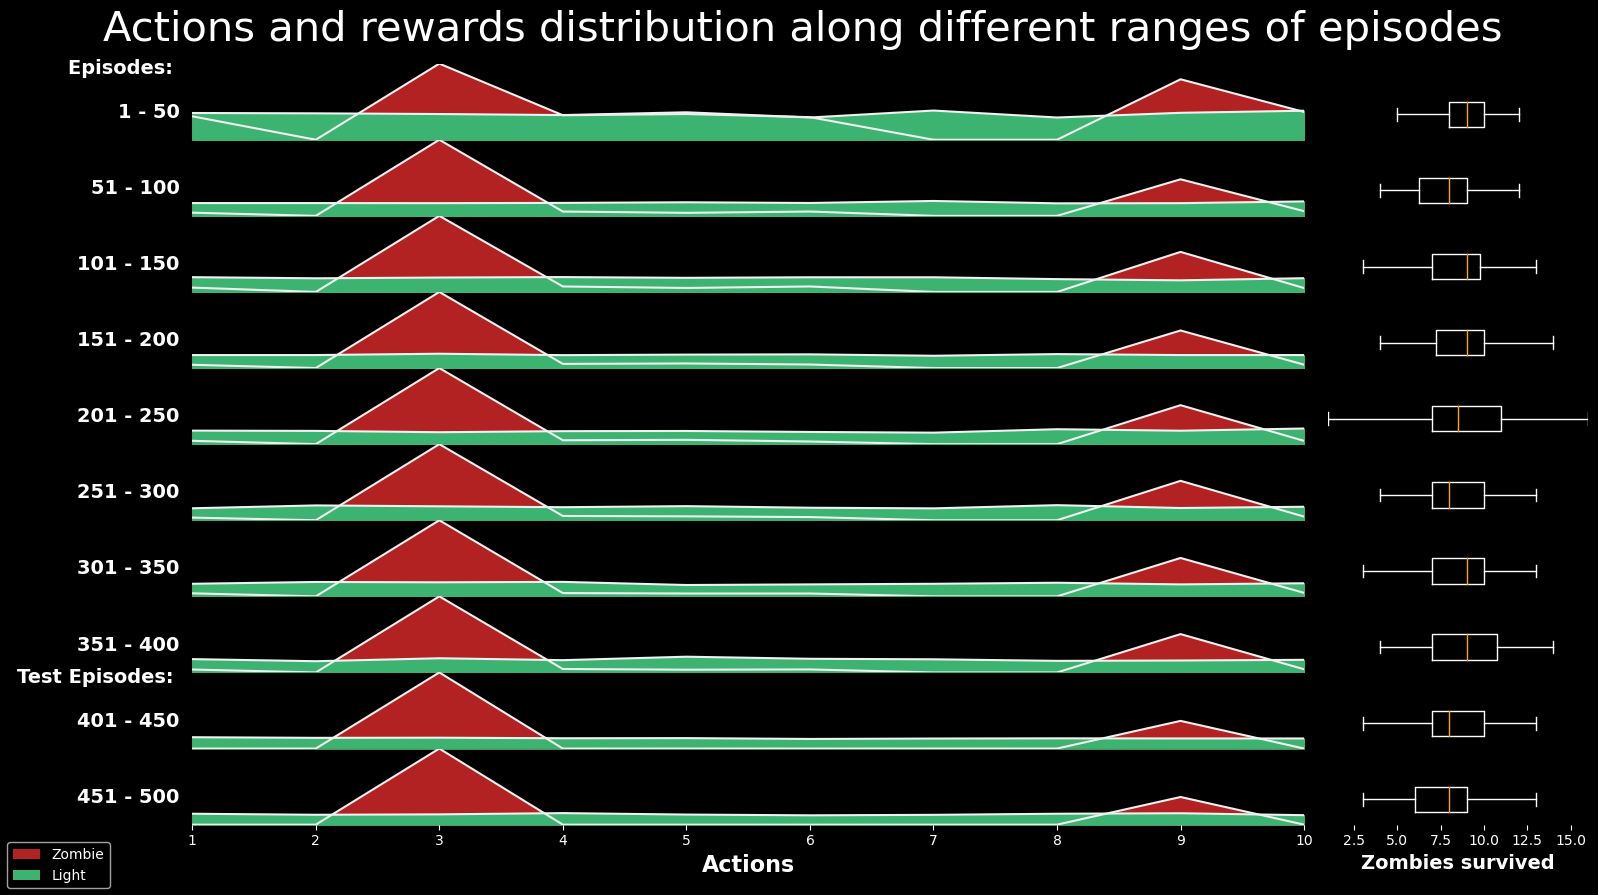 Actions and rewards distribution along different ranges of episodes
Episodes:
1 - 50
51 - 100
101 - 150
151 - 200
201 - 250
251 - 300
301 - 350
351 - 400
Test Episodes:
401 - 450
451 - 500
1 2 3 4 5 6 7 8 9 10
2.5 5.0 7.5 10.0 12.5 15.0
Actions
Zombies survived
Zombie
Light